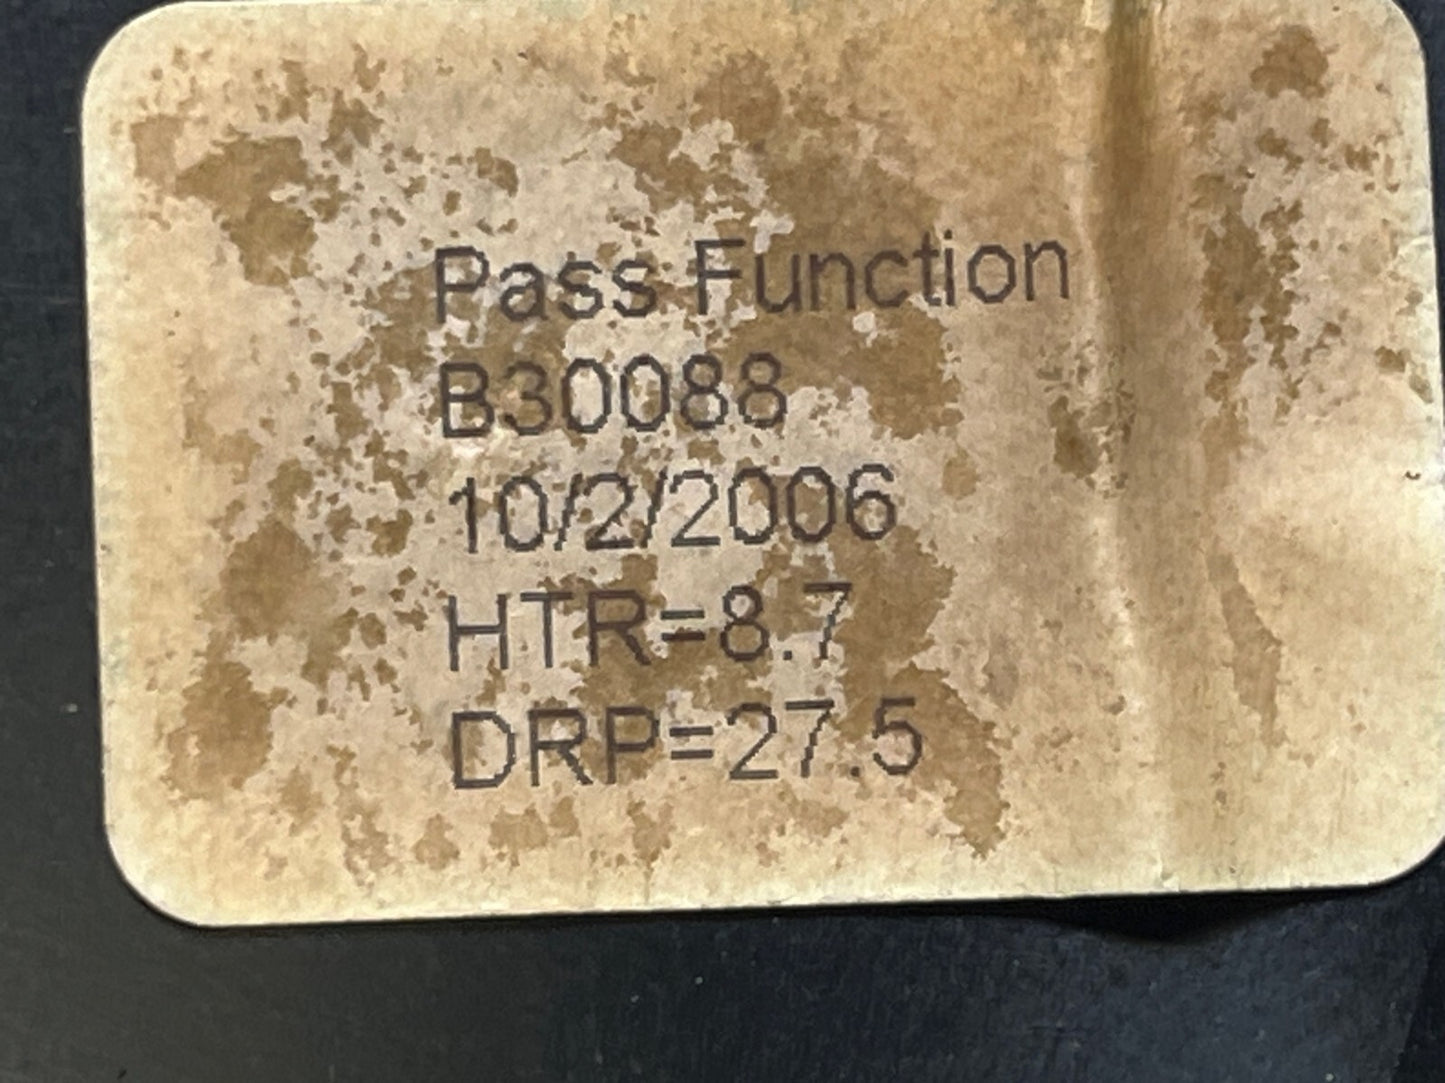 Pass Function
B30088
10/2/2006
HTR=8.7
DRP=27.5